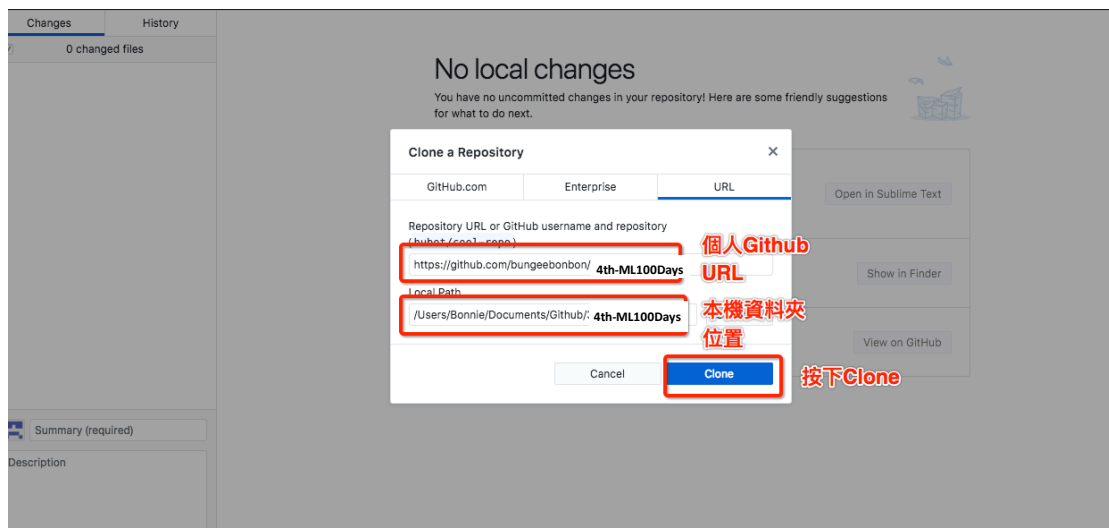 Changes
History
0 changed files
No local changes
You have no uncommitted changes in your repository! Here are some friendly suggestions
for what to do next.
Clone a Repository
GitHub.com
Enterprise
URL
Open in Sublime Text
Repository URL or GitHub username and repository
(hubot/cool-repo)
個人Github
URL
https://github.com/bungeebonbon/ 4th-ML100Days
Show in Finder
Local Path
本機資料夾
位置
/Users/Bonnie/Documents/Github/ 4th-ML100Days
View on GitHub
Cancel
Clone
按下Clone
Summary (required)
Description